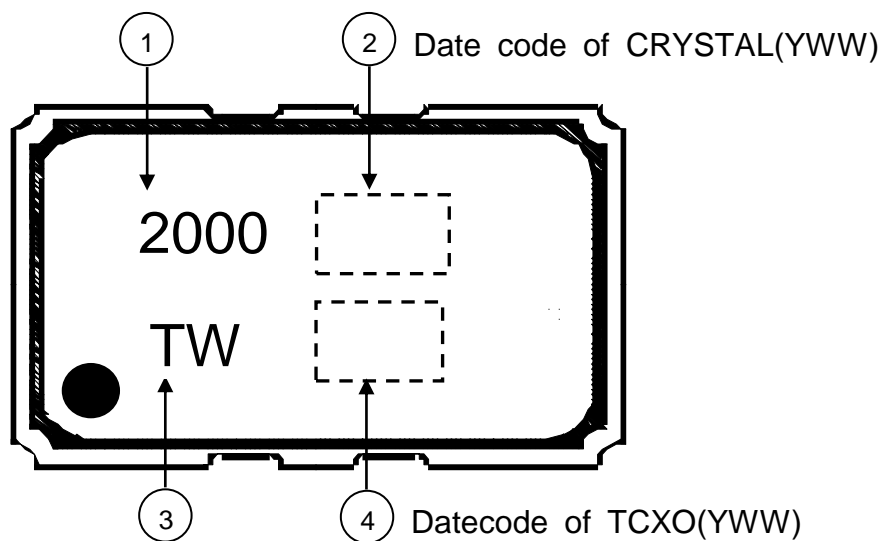 1
2 Date code of CRYSTAL(YWW)
2000
TW
3
4 Datecode of TCXO(YWW)